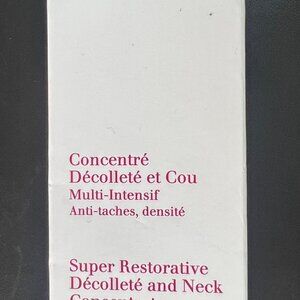 Concentré
Décolleté et Cou
Multi-Intensif
Anti-taches, densité
Super Restorative
Décolleté and Neck